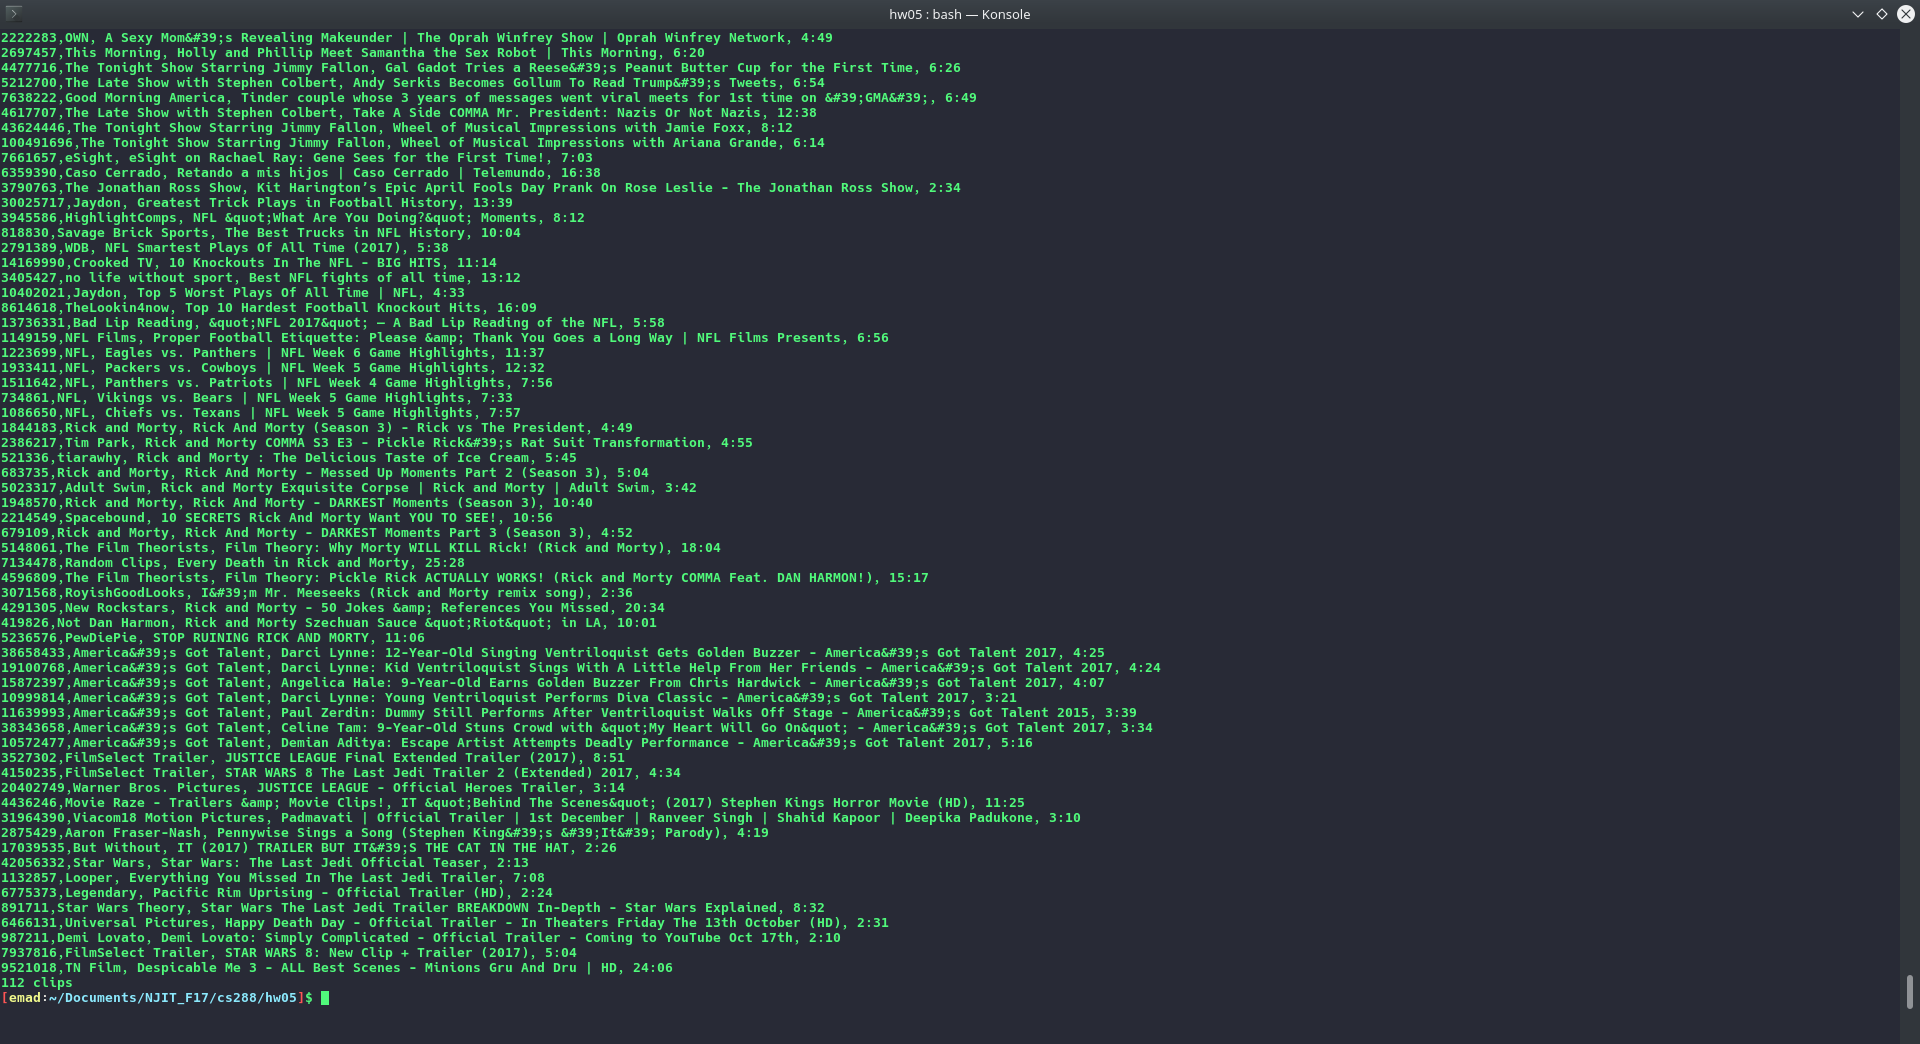 hw05 : bash — Konsole
2222283,OWN, A Sexy Mom&#39;s Revealing Makeunder | The Oprah Winfrey Show | Oprah Winfrey Network, 4:49
2697457,This Morning, Holly and Phillip Meet Samantha the Sex Robot | This Morning, 6:20
4477716,The Tonight Show Starring Jimmy Fallon, Gal Gadot Tries a Reese&#39;s Peanut Butter Cup for the First Time, 6:26
5212700,The Late Show with Stephen Colbert, Andy Serkis Becomes Gollum To Read Trump&#39;s Tweets, 6:54
7638222,Good Morning America, Tinder couple whose 3 years of messages went viral meets for 1st time on &#39;GMA&#39;, 6:49
4617707,The Late Show with Stephen Colbert, Take A Side COMMA Mr. President: Nazis Or Not Nazis, 12:38
43624446,The Tonight Show Starring Jimmy Fallon, Wheel of Musical Impressions with Jamie Foxx, 8:12
100491696,The Tonight Show Starring Jimmy Fallon, Wheel of Musical Impressions with Ariana Grande, 6:14
7661657,eSight, eSight on Rachael Ray: Gene Sees for the First Time!, 7:03
6359390,Caso Cerrado, Retando a mis hijos | Caso Cerrado | Telemundo, 16:38
3790763,The Jonathan Ross Show, Kit Harington’s Epic April Fools Day Prank On Rose Leslie - The Jonathan Ross Show, 2:34
30025717,Jaydon, Greatest Trick Plays in Football History, 13:39
3945586,HighlightComps, NFL &quot;What Are You Doing?&quot; Moments, 8:12
818830,Savage Brick Sports, The Best Trucks in NFL History, 10:04
2791389,WDB, NFL Smartest Plays Of All Time (2017), 5:38
14169990,Crooked TV, 10 Knockouts In The NFL - BIG HITS, 11:14
3405427,no life without sport, Best NFL fights of all time, 13:12
10402021,Jaydon, Top 5 Worst Plays Of All Time | NFL, 4:33
8614618,TheLookin4now, Top 10 Hardest Football Knockout Hits, 16:09
13736331,Bad Lip Reading, &quot;NFL 2017&quot; — A Bad Lip Reading of the NFL, 5:58
1149159,NFL Films, Proper Football Etiquette: Please &amp; Thank You Goes a Long Way | NFL Films Presents, 6:56
1223699,NFL, Eagles vs. Panthers | NFL Week 6 Game Highlights, 11:37
1933411,NFL, Packers vs. Cowboys | NFL Week 5 Game Highlights, 12:32
1511642,NFL, Panthers vs. Patriots | NFL Week 4 Game Highlights, 7:56
734861,NFL, Vikings vs. Bears | NFL Week 5 Game Highlights, 7:33
1086650,NFL, Chiefs vs. Texans | NFL Week 5 Game Highlights, 7:57
1844183,Rick and Morty, Rick And Morty (Season 3) - Rick vs The President, 4:49
2386217,Tim Park, Rick and Morty COMMA S3 E3 - Pickle Rick&#39;s Rat Suit Transformation, 4:55
521336,tiarawhy, Rick and Morty : The Delicious Taste of Ice Cream, 5:45
683735,Rick and Morty, Rick And Morty - Messed Up Moments Part 2 (Season 3), 5:04
5023317,Adult Swim, Rick and Morty Exquisite Corpse | Rick and Morty | Adult Swim, 3:42
1948570,Rick and Morty, Rick And Morty - DARKEST Moments (Season 3), 10:40
2214549,Spacebound, 10 SECRETS Rick And Morty Want YOU TO SEE!, 10:56
679109,Rick and Morty, Rick And Morty - DARKEST Moments Part 3 (Season 3), 4:52
5148061,The Film Theorists, Film Theory: Why Morty WILL KILL Rick! (Rick and Morty), 18:04
7134478,Random Clips, Every Death in Rick and Morty, 25:28
4596809,The Film Theorists, Film Theory: Pickle Rick ACTUALLY WORKS! (Rick and Morty COMMA Feat. DAN HARMON!), 15:17
3071568,RoyishGoodLooks, I&#39;m Mr. Meeseeks (Rick and Morty remix song), 2:36
4291305,New Rockstars, Rick and Morty - 50 Jokes &amp; References You Missed, 20:34
419826,Not Dan Harmon, Rick and Morty Szechuan Sauce &quot;Riot&quot; in LA, 10:01
5236576,PewDiePie, STOP RUINING RICK AND MORTY, 11:06
38658433,America&#39;s Got Talent, Darci Lynne: 12-Year-Old Singing Ventriloquist Gets Golden Buzzer - America&#39;s Got Talent 2017, 4:25
19100768,America&#39;s Got Talent, Darci Lynne: Kid Ventriloquist Sings With A Little Help From Her Friends - America&#39;s Got Talent 2017, 4:24
15872397,America&#39;s Got Talent, Angelica Hale: 9-Year-Old Earns Golden Buzzer From Chris Hardwick - America&#39;s Got Talent 2017, 4:07
10999814,America&#39;s Got Talent, Darci Lynne: Young Ventriloquist Performs Diva Classic - America&#39;s Got Talent 2017, 3:21
11639993,America&#39;s Got Talent, Paul Zerdin: Dummy Still Performs After Ventriloquist Walks Off Stage - America&#39;s Got Talent 2015, 3:39
38343658,America&#39;s Got Talent, Celine Tam: 9-Year-Old Stuns Crowd with &quot;My Heart Will Go On&quot; - America&#39;s Got Talent 2017, 3:34
10572477,America&#39;s Got Talent, Demian Aditya: Escape Artist Attempts Deadly Performance - America&#39;s Got Talent 2017, 5:16
3527302,FilmSelect Trailer, JUSTICE LEAGUE Final Extended Trailer (2017), 8:51
4150235,FilmSelect Trailer, STAR WARS 8 The Last Jedi Trailer 2 (Extended) 2017, 4:34
20402749,Warner Bros. Pictures, JUSTICE LEAGUE - Official Heroes Trailer, 3:14
4436246,Movie Raze - Trailers &amp; Movie Clips!, IT &quot;Behind The Scenes&quot; (2017) Stephen Kings Horror Movie (HD), 11:25
31964390,Viacom18 Motion Pictures, Padmavati | Official Trailer | 1st December | Ranveer Singh | Shahid Kapoor | Deepika Padukone, 3:10
2875429,Aaron Fraser-Nash, Pennywise Sings a Song (Stephen King&#39;s &#39;It&#39; Parody), 4:19
17039535,But Without, IT (2017) TRAILER BUT IT&#39;S THE CAT IN THE HAT, 2:26
42056332,Star Wars, Star Wars: The Last Jedi Official Teaser, 2:13
1132857,Looper, Everything You Missed In The Last Jedi Trailer, 7:08
6775373,Legendary, Pacific Rim Uprising - Official Trailer (HD), 2:24
891711,Star Wars Theory, Star Wars The Last Jedi Trailer BREAKDOWN In-Depth - Star Wars Explained, 8:32
6466131,Universal Pictures, Happy Death Day - Official Trailer - In Theaters Friday The 13th October (HD), 2:31
987211,Demi Lovato, Demi Lovato: Simply Complicated - Official Trailer - Coming to YouTube Oct 17th, 2:10
7937816,FilmSelect Trailer, STAR WARS 8: New Clip + Trailer (2017), 5:04
9521018,TN Film, Despicable Me 3 - ALL Best Scenes - Minions Gru And Dru | HD, 24:06
112 clips
[emad:~/Documents/NJIT_F17/cs288/hw05]$